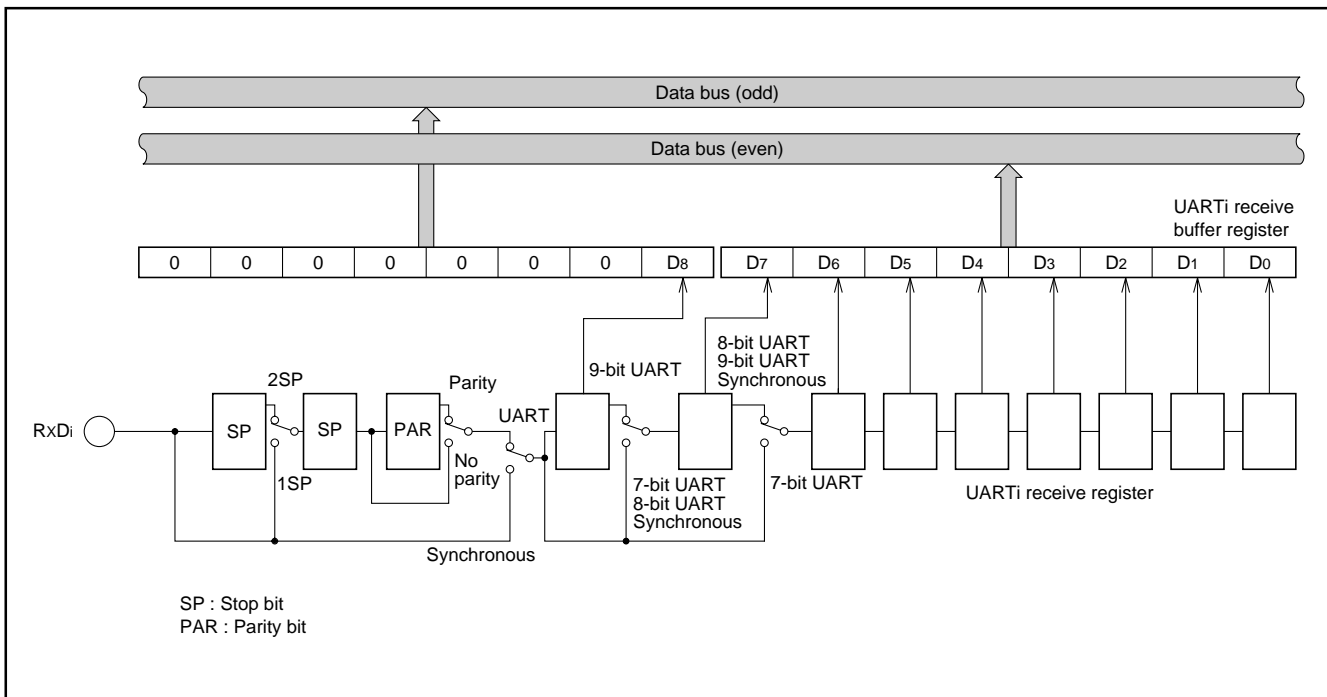 Data bus (odd)
Data bus (even)
UARTi receive
buffer register
0 0 0 0 0 0 0 D8 D7 D6 D5 D4 D3 D2 D1 D0
8-bit UART
9-bit UART
Synchronous
9-bit UART
2SP
Parity
UART
RxDi
SP
SP
PAR
1SP
No
parity
7-bit UART
8-bit UART
Synchronous
7-bit UART
UARTi receive register
Synchronous
SP : Stop bit
PAR : Parity bit